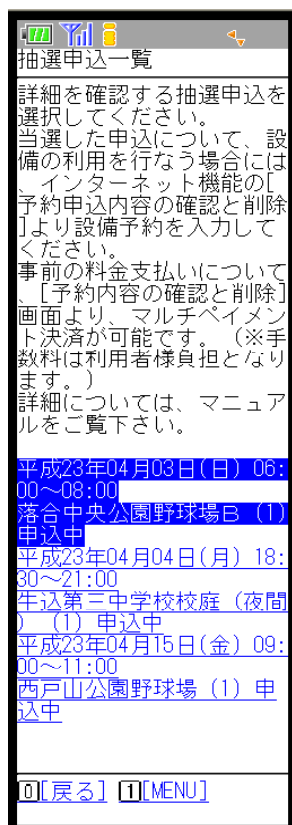 抽選申込一覧
詳細を確認する抽選申込を
選択してください。
当選した申込について、設
備の利用を行なう場合には
、インターネット機能の[
予約申込内容の確認と削除
]より設備予約を入力して
ください。
事前の料金支払いについて
、[予約内容の確認と削除]
画面より、マルチペイメン
ト決済が可能です。（※手
数料は利用者様負担となり
ます。）
詳細については、マニュア
ルをご覧下さい。
平成23年04月03日(日) 06:
00～08:00
落合中央公園野球場Ｂ（1）
申込中
平成23年04月04日(月) 18:
30～21:00
牛込第三中学校校庭（夜間
）（1）申込中
平成23年04月15日(金) 09:
00～11:00
西戸山公園野球場（1）申
込中
0[戻る] 1[MENU]